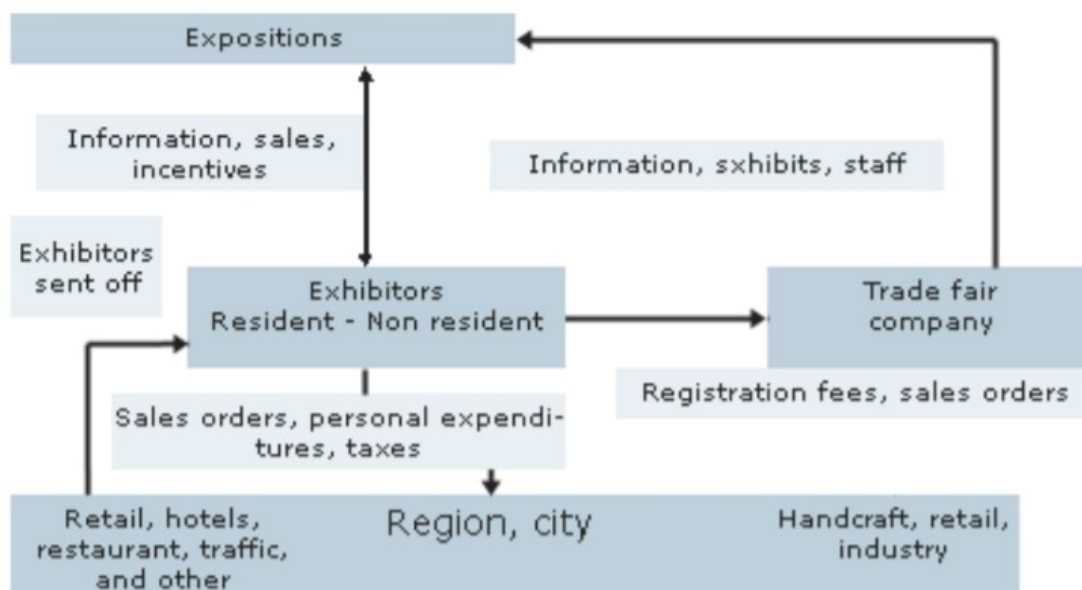 Expositions
Information, sales,
incentives
Information, sxhibits, staff
Exhibitors
sent off
Exhibitors
Resident - Non resident
Trade fair
company
Registration fees, sales orders
Sales orders, personal expendi-
tures, taxes
Retail, hotels,
restaurant, traffic,
and other
Region, city
Handcraft, retail,
industry